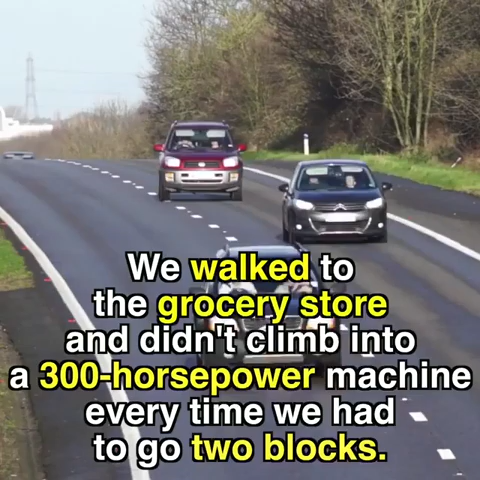 We walked to
the grocery store
and didn't climb into
a 300-horsepower machine
every time we had
to go two blocks.